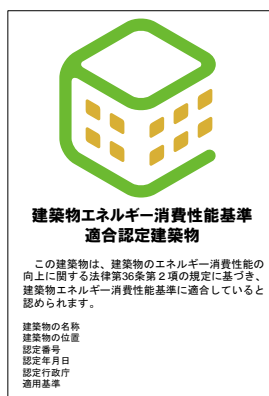 建築物エネルギー消費性能基準
適合認定建築物
この建築物は、建築物のエネルギー消費性能の
向上に関する法律第36条第２項の規定に基づき、
建築物エネルギー消費性能基準に適合していると
認められます。
建築物の名称
建築物の位置
認定番号
認定年月日
認定行政庁
適用基準